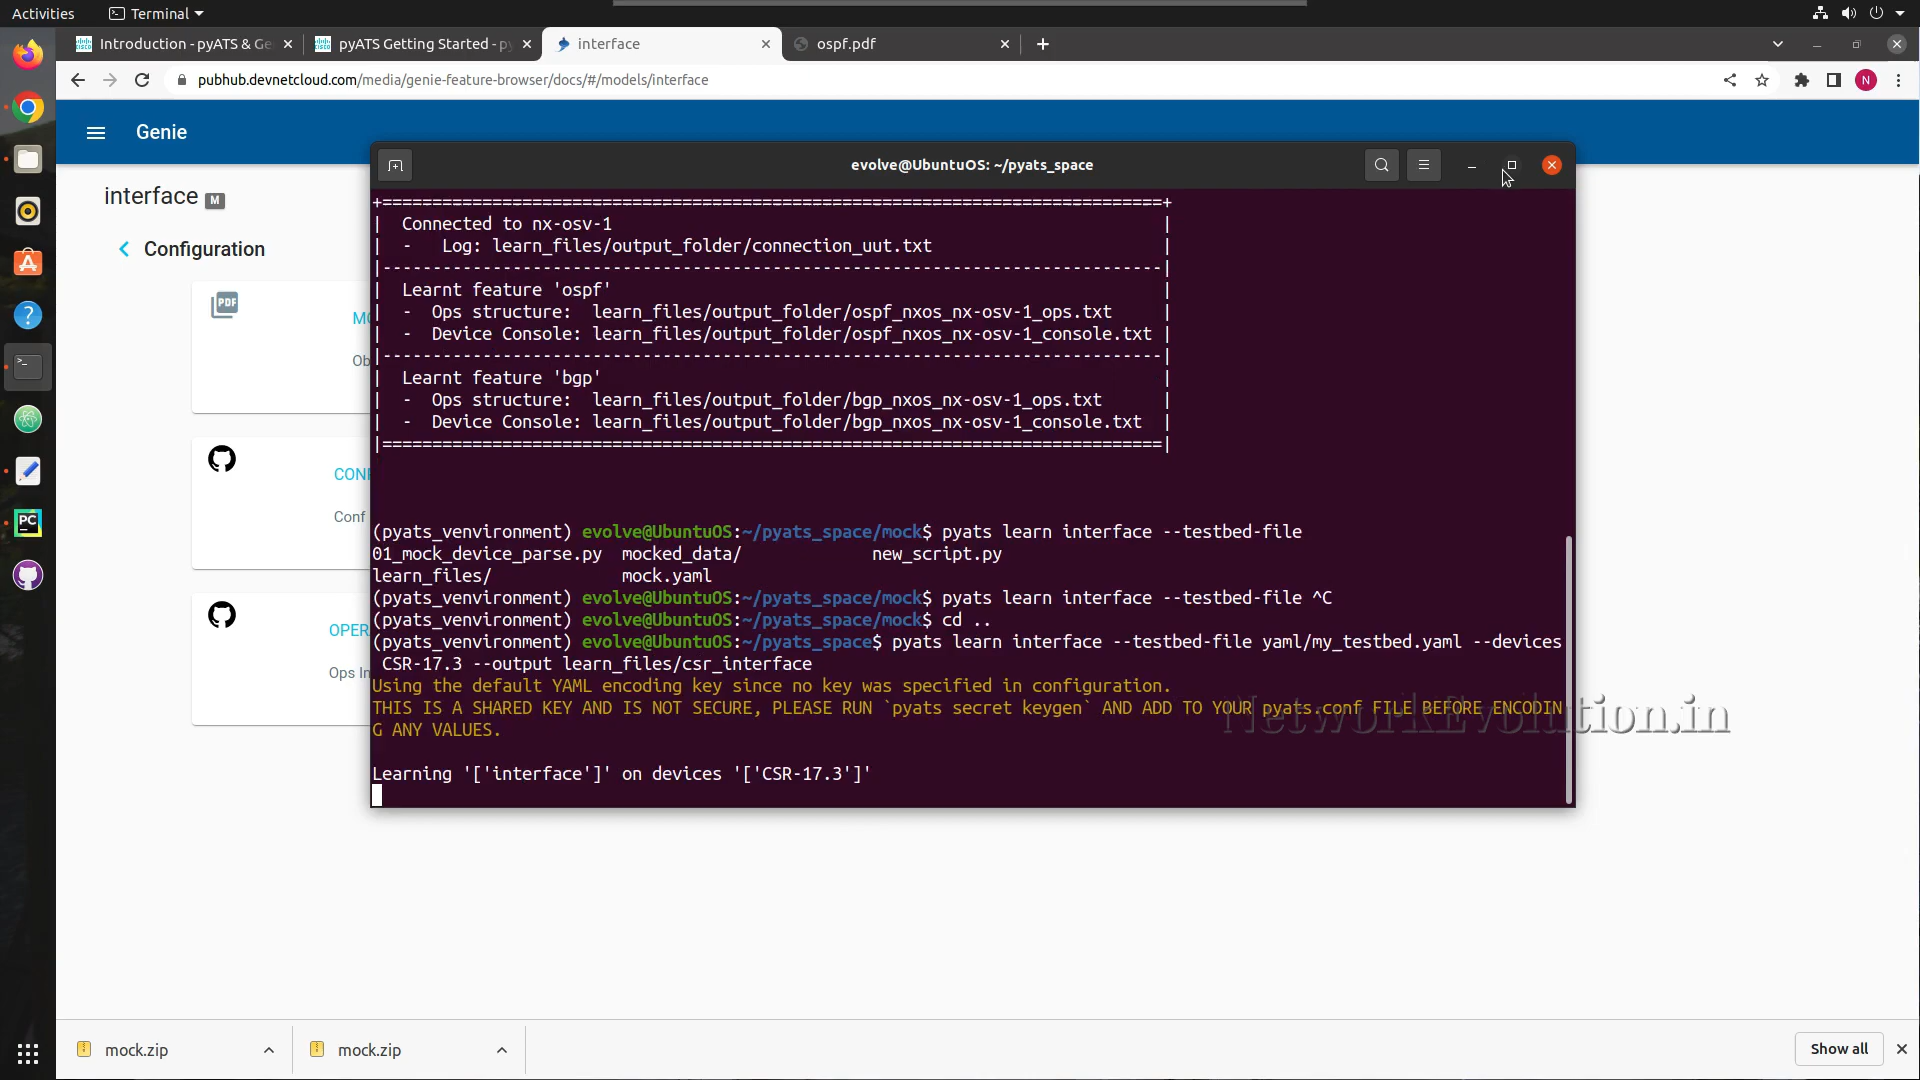 Activities
Terminal
Introduction - pyATS & Ge
pyATS Getting Started - py
interface
ospf.pdf
pubhub.devnetcloud.com/media/genie-feature-browser/docs/#/models/interface
N
Genie
evolve@UbuntuOS: ~/pyats_space
interface M
Configuration
PDF
MO
Ob
CONF
Conf
OPER
Ops In
+==============================================================================+
| Connected to nx-osv-1 |
| - Log: learn_files/output_folder/connection_uut.txt |
|------------------------------------------------------------------------------|
| Learnt feature 'ospf' |
| - Ops structure: learn_files/output_folder/ospf_nxos_nx-osv-1_ops.txt |
| - Device Console: learn_files/output_folder/ospf_nxos_nx-osv-1_console.txt |
|------------------------------------------------------------------------------|
| Learnt feature 'bgp' |
| - Ops structure: learn_files/output_folder/bgp_nxos_nx-osv-1_ops.txt |
| - Device Console: learn_files/output_folder/bgp_nxos_nx-osv-1_console.txt |
|==============================================================================|
(pyats_venvironment) evolve@UbuntuOS:~/pyats_space/mock$ pyats learn interface --testbed-file
01_mock_device_parse.py mocked_data/ new_script.py
learn_files/ mock.yaml
(pyats_venvironment) evolve@UbuntuOS:~/pyats_space/mock$ pyats learn interface --testbed-file ^C
(pyats_venvironment) evolve@UbuntuOS:~/pyats_space/mock$ cd ..
(pyats_venvironment) evolve@UbuntuOS:~/pyats_space$ pyats learn interface --testbed-file yaml/my_testbed.yaml --devices
CSR-17.3 --output learn_files/csr_interface
Using the default YAML encoding key since no key was specified in configuration.
THIS IS A SHARED KEY AND IS NOT SECURE, PLEASE RUN `pyats secret keygen` AND ADD TO YOUR pyats.conf FILE BEFORE ENCODIN
G ANY VALUES.
NetworkEvolution.in
Learning '['interface']' on devices '['CSR-17.3']'
mock.zip
mock.zip
Show all